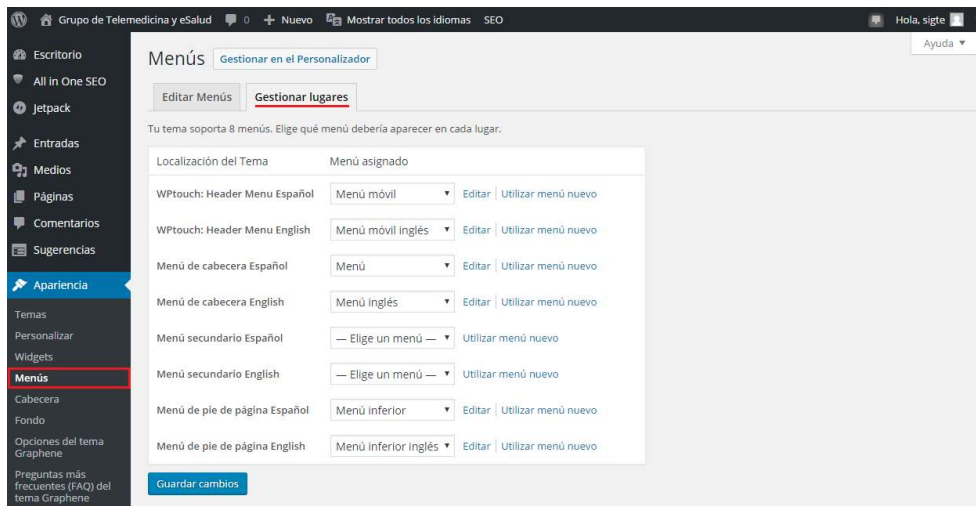 Grupo de Telemedicina y eSalud 0 + Nuevo Mostrar todos los idiomas SEO Hola, sigte
Ayuda ▼
Escritorio
All in One SEO
Jetpack
Entradas
Medios
Páginas
Comentarios
Sugerencias
Apariencia
Temas
Personalizar
Widgets
Menús
Cabecera
Fondo
Opciones del tema
Graphene
Preguntas más
frecuentes (FAQ) del
tema Graphene
Menús Gestionar en el Personalizador
Editar Menús Gestionar lugares
Tu tema soporta 8 menús. Elige qué menú debería aparecer en cada lugar.
Localización del Tema Menú asignado
WPtouch: Header Menu Español Menú móvil ▼ Editar | Utilizar menú nuevo
WPtouch: Header Menu English Menú móvil inglés ▼ Editar | Utilizar menú nuevo
Menú de cabecera Español Menú ▼ Editar | Utilizar menú nuevo
Menú de cabecera English Menú inglés ▼ Editar | Utilizar menú nuevo
Menú secundario Español — Elige un menú — ▼ Utilizar menú nuevo
Menú secundario English — Elige un menú — ▼ Utilizar menú nuevo
Menú de pie de página Español Menú inferior ▼ Editar | Utilizar menú nuevo
Menú de pie de página English Menú inferior inglés ▼ Editar | Utilizar menú nuevo
Guardar cambios